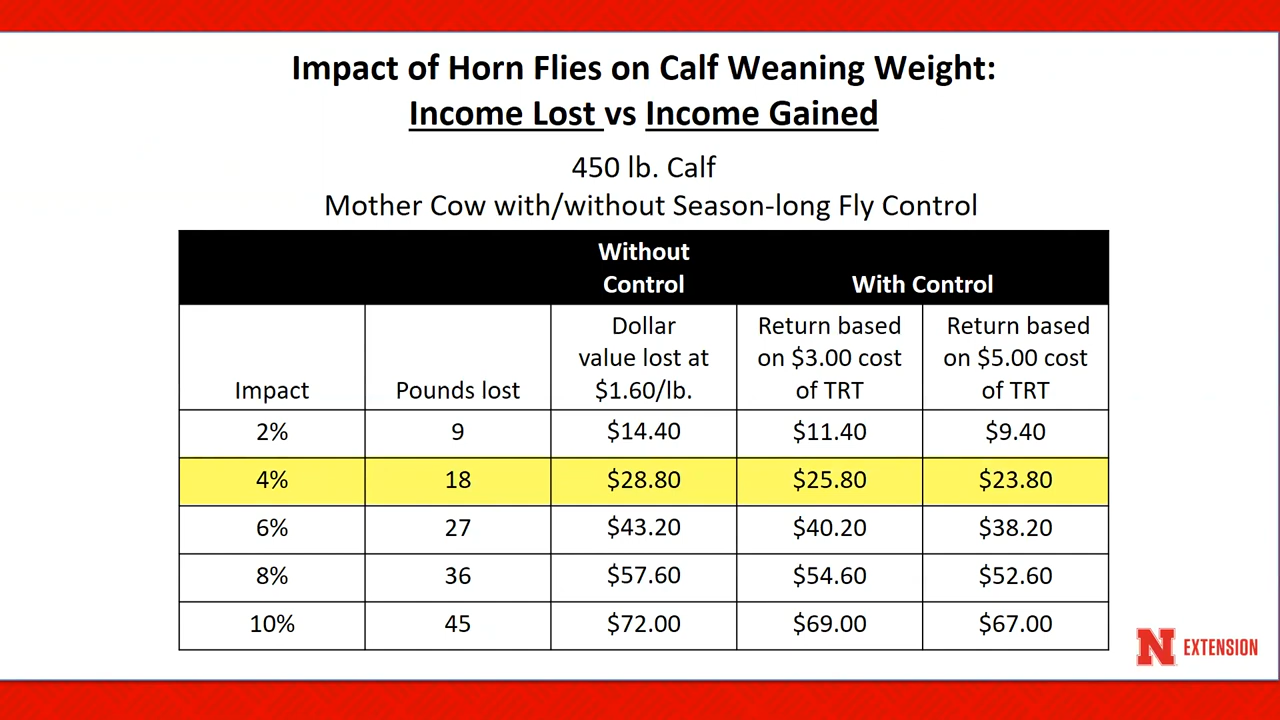 Impact of Horn Flies on Calf Weaning Weight:
Income Lost vs Income Gained
450 lb. Calf
Mother Cow with/without Season-long Fly Control
Without
Control
With Control
Impact
Pounds lost
Dollar
value lost at
$1.60/lb.
Return based
on $3.00 cost
of TRT
Return based
on $5.00 cost
of TRT
2% 9 $14.40 $11.40 $9.40
4% 18 $28.80 $25.80 $23.80
6% 27 $43.20 $40.20 $38.20
8% 36 $57.60 $54.60 $52.60
10% 45 $72.00 $69.00 $67.00
N EXTENSION